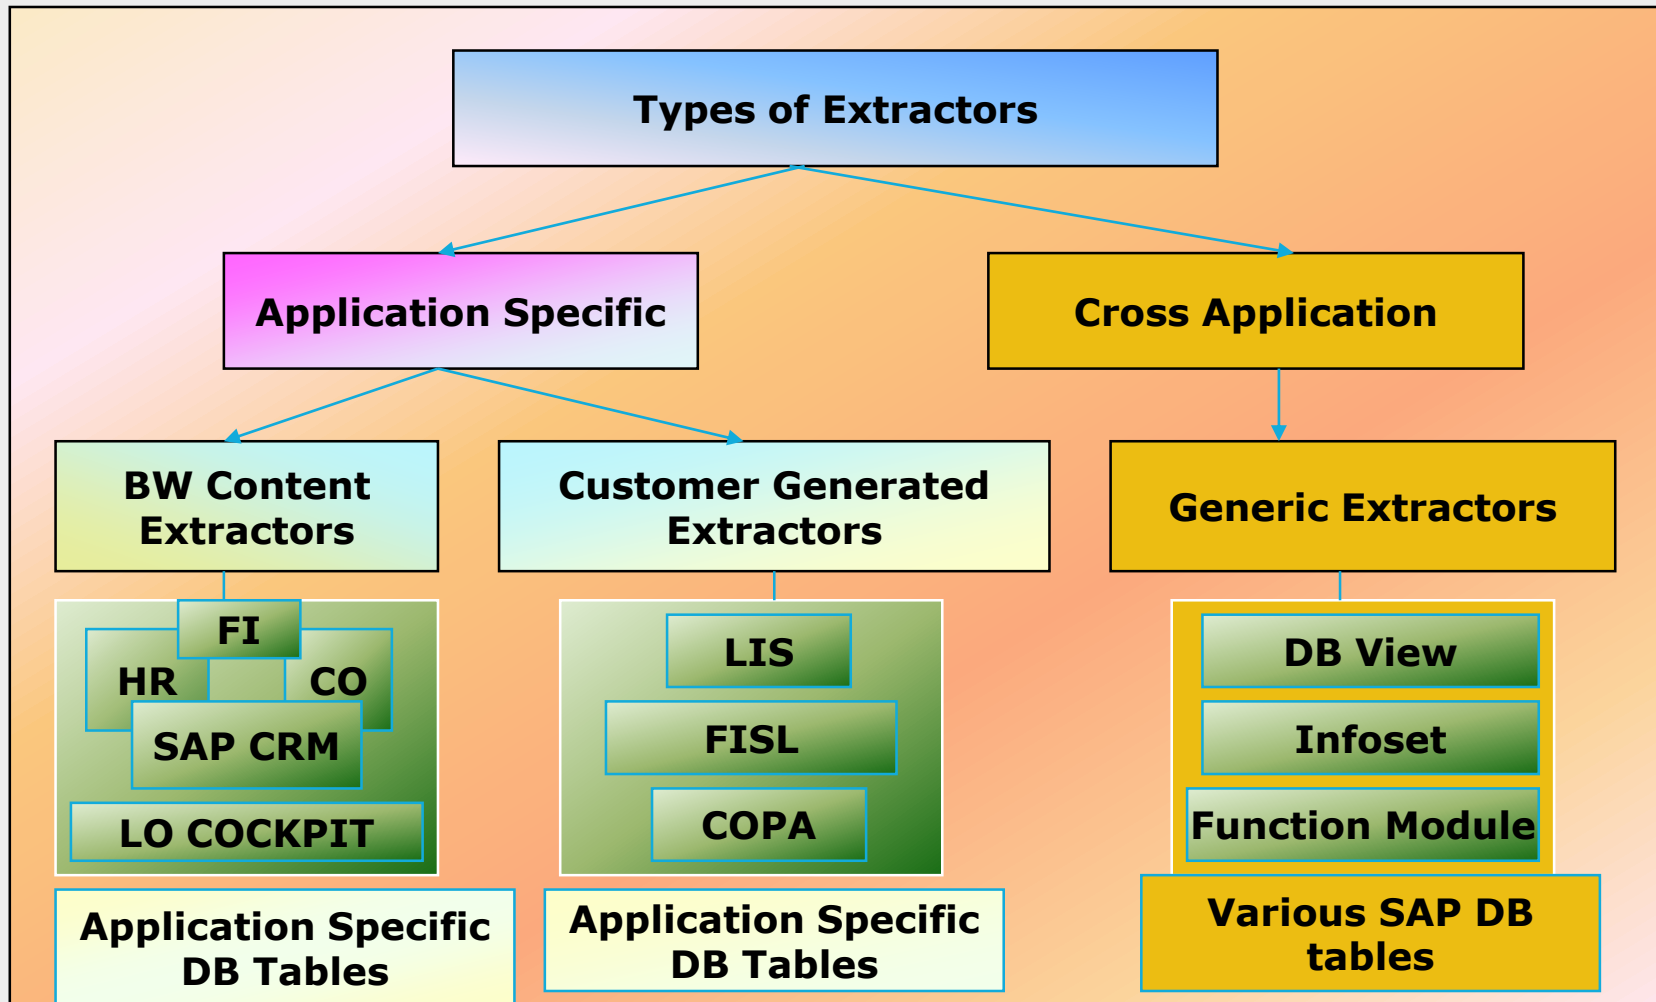 Types of Extractors
Application Specific
Cross Application
BW Content
Extractors
Customer Generated
Extractors
Generic Extractors
FI
HR
CO
SAP CRM
LO COCKPIT
LIS
FISL
COPA
DB View
Infoset
Function Module
Application Specific
DB Tables
Application Specific
DB Tables
Various SAP DB
tables